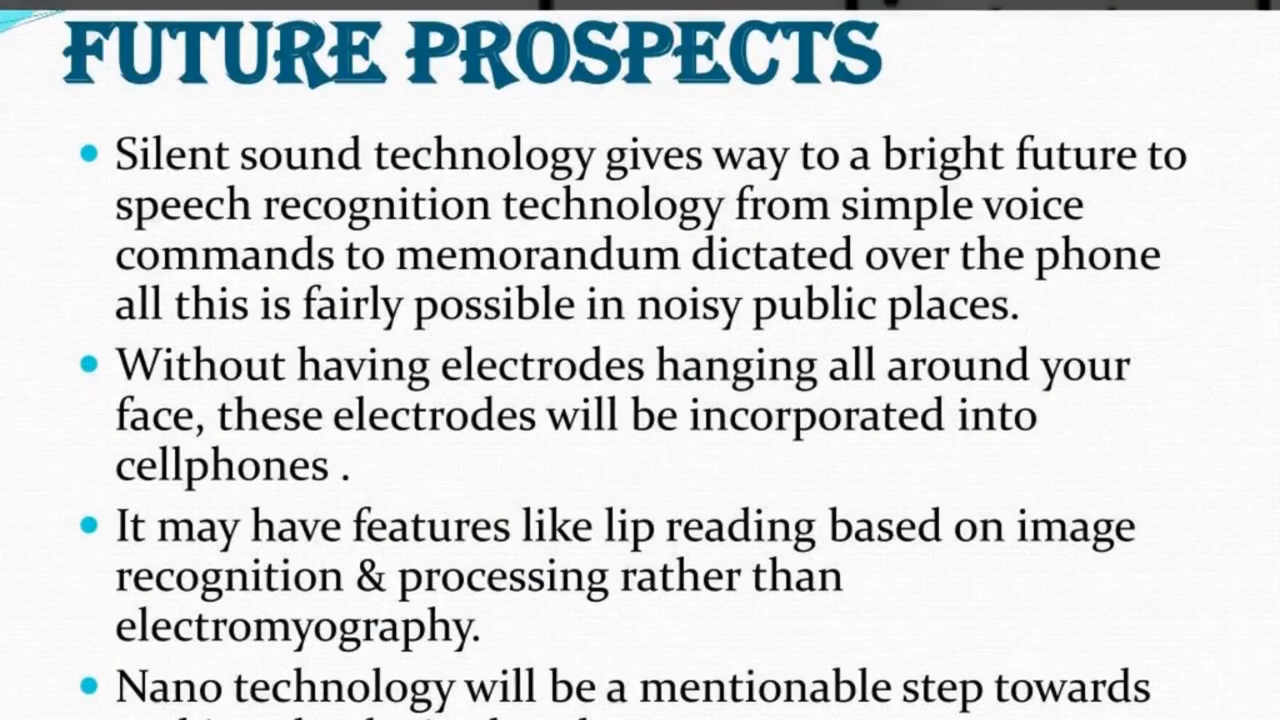 FUTURE PROSPECTS
Silent sound technology gives way to a bright future to
speech recognition technology from simple voice
commands to memorandum dictated over the phone
all this is fairly possible in noisy public places.
Without having electrodes hanging all around your
face, these electrodes will be incorporated into
cellphones .
It may have features like lip reading based on image
recognition & processing rather than
electromyography.
Nano technology will be a mentionable step towards